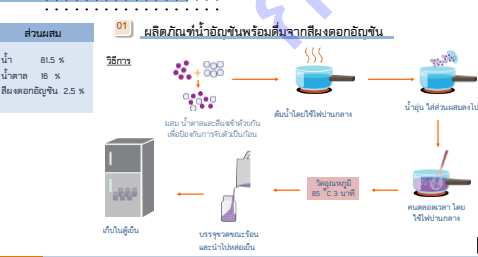 ส่วนผสม
น้ำ 81.5 %
น้ำตาล 16 %
สีผงดอกอัญชัน 2.5 %
01 ผลิตภัณฑ์น้ำอัญชันพร้อมดื่มจากสีผงดอกอัญชัน
วิธีการ
ผสม น้ำตาลและสีผงเข้าด้วยกัน
เพื่อป้องกันการจับตัวเป็นก้อน
ต้มน้ำโดยใช้ไฟปานกลาง
น้ำอุ่น ใส่ส่วนผสมลงไป
คนตลอดเวลา โดย
ใช้ไฟปานกลาง
วัดอุณหภูมิ
85 °C 3 นาที
บรรจุขวดขณะร้อน
และนำไปหล่อเย็น
เก็บในตู้เย็น